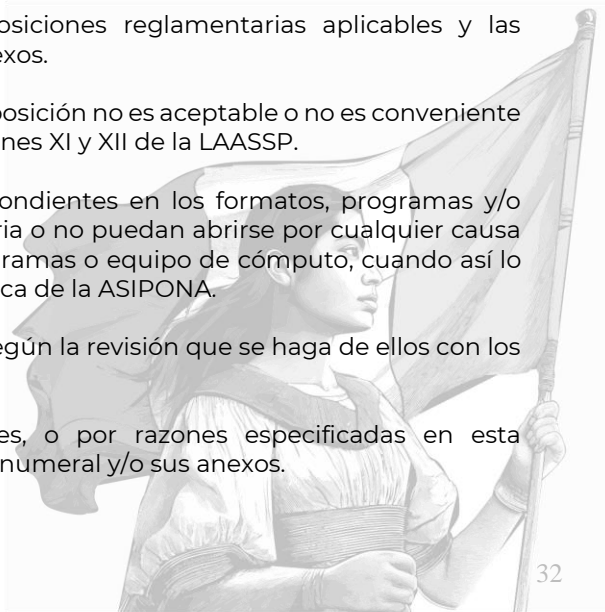 osiciones reglamentarias aplicables y las
exos.
posición no es aceptable o no es conveniente
nes XI y XII de la LAASSP.
ondientes en los formatos, programas y/o
ria o no puedan abrirse por cualquier causa
gramas o equipo de cómputo, cuando así lo
ca de la ASIPONA.
egún la revisión que se haga de ellos con los
es, o por razones especificadas en esta
numeral y/o sus anexos.
32